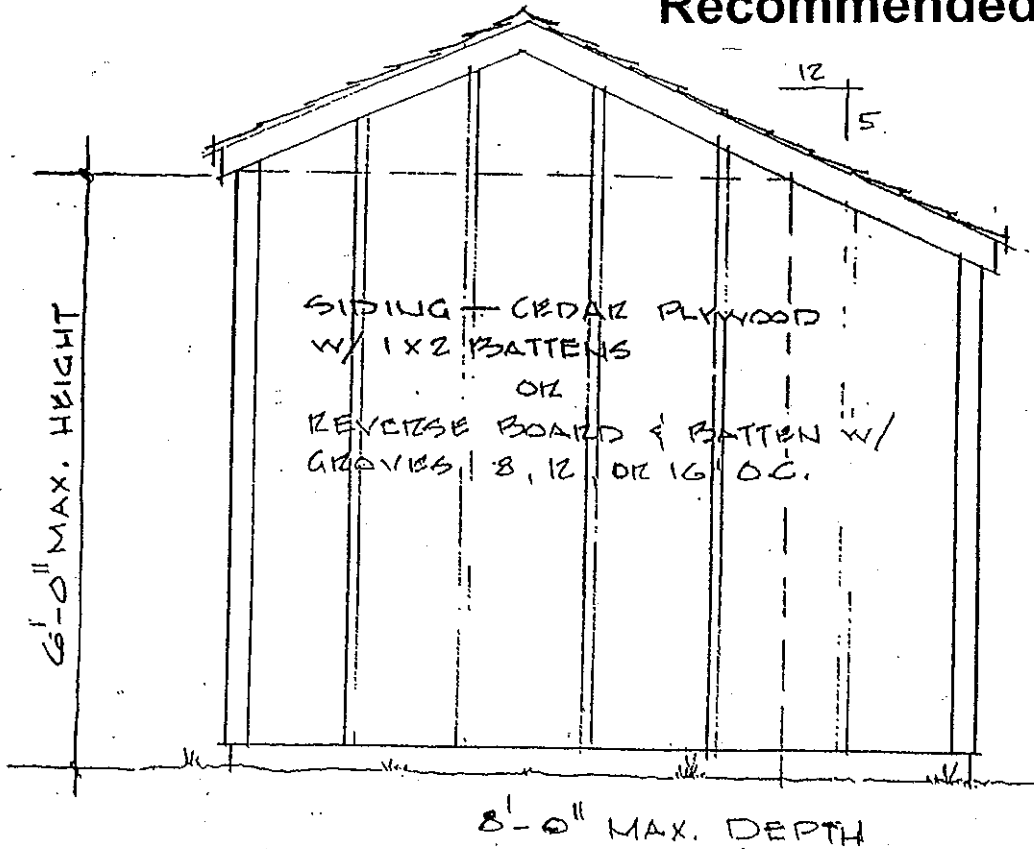 Recommended
12
5
SIDING - CEDAR PLYWOOD
W/ 1X2 BATTENS
OR
REVERSE BOARD & BATTEN W/
GROVES, 8, 12 OR 16" O.C.
6'-0" MAX. HEIGHT
8'-0" MAX. DEPTH